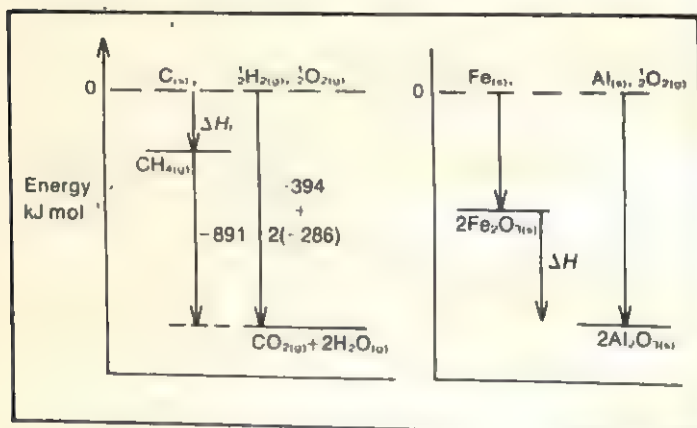 C(s), ½H₂(g), ½O₂(g)
0
ΔHf
CH₄(g)
Energy
kJ mol
-394
+
-891 2(-286)
CO₂(g) + 2H₂O(g)
Fe(s), Al(s), ½O₂(g)
0
2Fe₂O₃(s)
ΔH
2Al₂O₃(s)